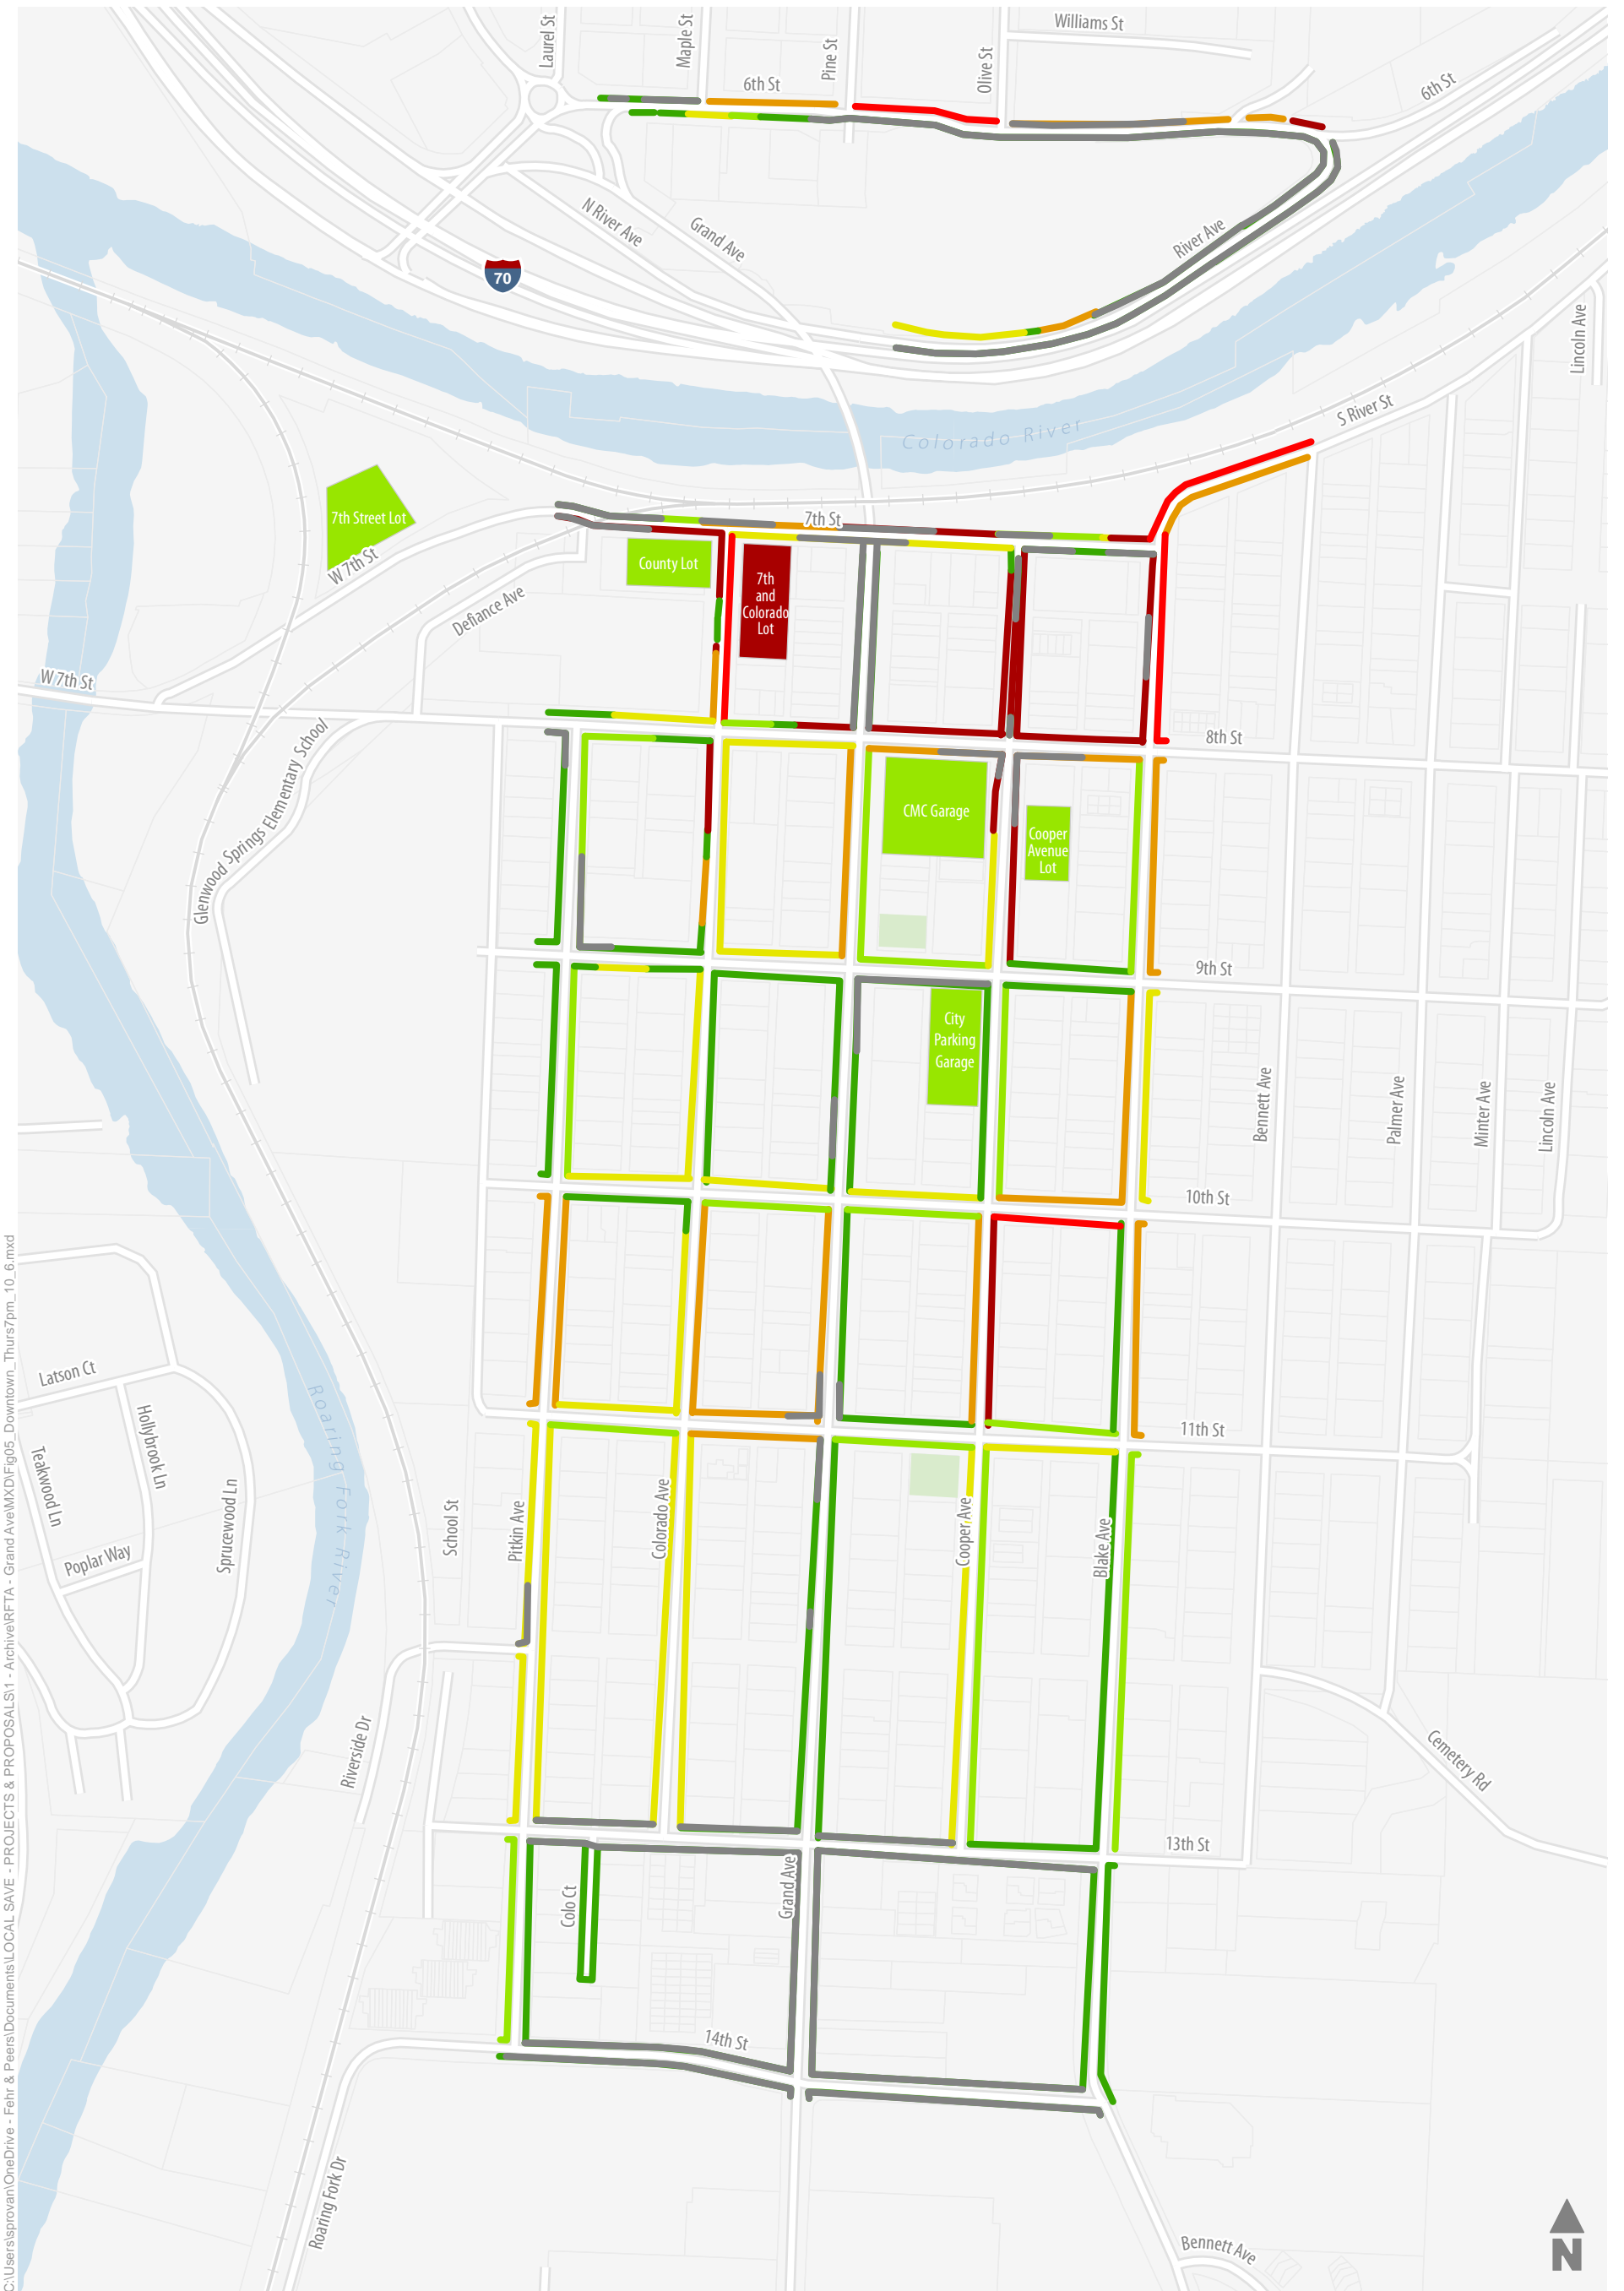 Williams St
Laurel St
Maple St
Pine St
Olive St
6th St
6th St
N River Ave
Grand Ave
River Ave
70
Lincoln Ave
S River St
Colorado River
7th Street Lot
7th St
W 7th St
County Lot
7th
and
Colorado
Lot
Defiance Ave
W 7th St
8th St
Glenwood Springs Elementary School
CMC Garage
Cooper
Avenue
Lot
9th St
City
Parking
Garage
Bennett Ave
Palmer Ave
Minter Ave
Lincoln Ave
10th St
Latson Ct
Hollybrook Ln
Teakwood Ln
Sprucewood Ln
Poplar Way
Roaring Fork River
11th St
School St
Pitkin Ave
Colorado Ave
Cooper Ave
Blake Ave
Riverside Dr
Cemetery Rd
13th St
Colo Ct
Grand Ave
14th St
Roaring Fork Dr
Bennett Ave
N
C:\Users\sprovan\OneDrive - Fehr & Peers\Documents\LOCAL SAVE - PROJECTS & PROPOSALS\1 - Archive\RFTA - Grand Ave\MXD\Fig05_Downtown_Thurs7pm_10_6.mxd